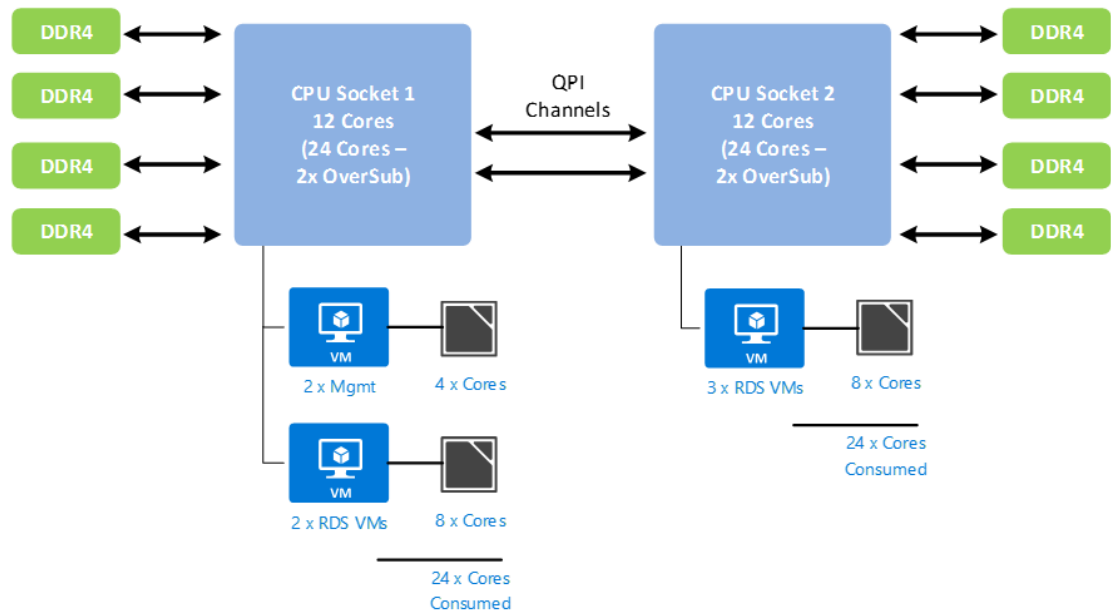 DDR4
DDR4
DDR4
DDR4
CPU Socket 1
12 Cores
(24 Cores –
2x OverSub)
QPI
Channels
CPU Socket 2
12 Cores
(24 Cores –
2x OverSub)
DDR4
DDR4
DDR4
DDR4
VM
2 x Mgmt
4 x Cores
VM
2 x RDS VMs
8 x Cores
24 x Cores
Consumed
VM
3 x RDS VMs
8 x Cores
24 x Cores
Consumed